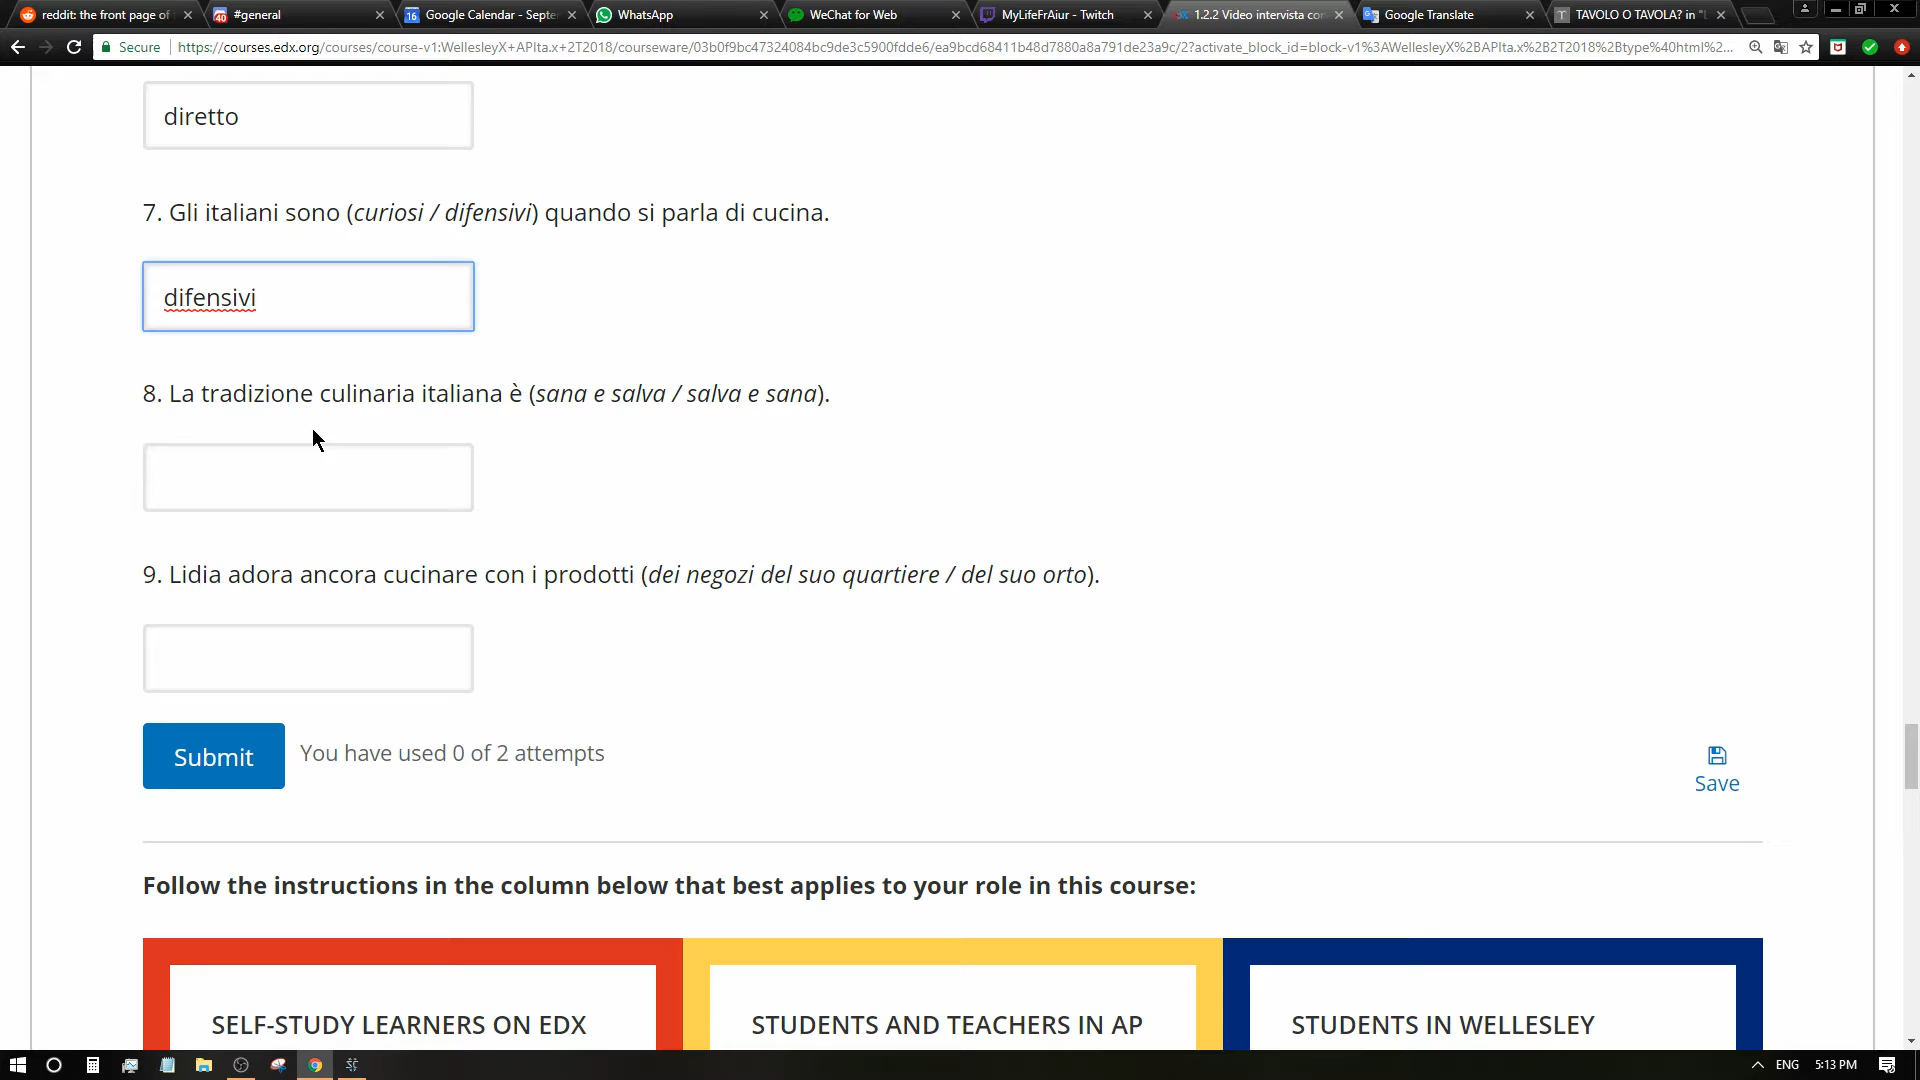 reddit: the front page of
#general
Google Calendar - Septe
WhatsApp
WeChat for Web
MyLifeFrAiur - Twitch
1.2.2 Video intervista con
Google Translate
TAVOLO O TAVOLA? in "L
Secure
https://courses.edx.org/courses/course-v1:WellesleyX+APIta.x+2T2018/courseware/03b0f9bc47324084bc9de3c5900fdde6/ea9bcd68411b48d7880a8a791de23a9c/2?activate_block_id=block-v1%3AWellesleyX%2BAPIta.x%2B2T2018%2Btype%40html%2...
diretto
7. Gli italiani sono (curiosi / difensivi) quando si parla di cucina.
difensivi
8. La tradizione culinaria italiana è (sana e salva / salva e sana).
9. Lidia adora ancora cucinare con i prodotti (dei negozi del suo quartiere / del suo orto).
Submit
You have used 0 of 2 attempts
Save
Follow the instructions in the column below that best applies to your role in this course:
SELF-STUDY LEARNERS ON EDX
STUDENTS AND TEACHERS IN AP
STUDENTS IN WELLESLEY
ENG
5:13 PM